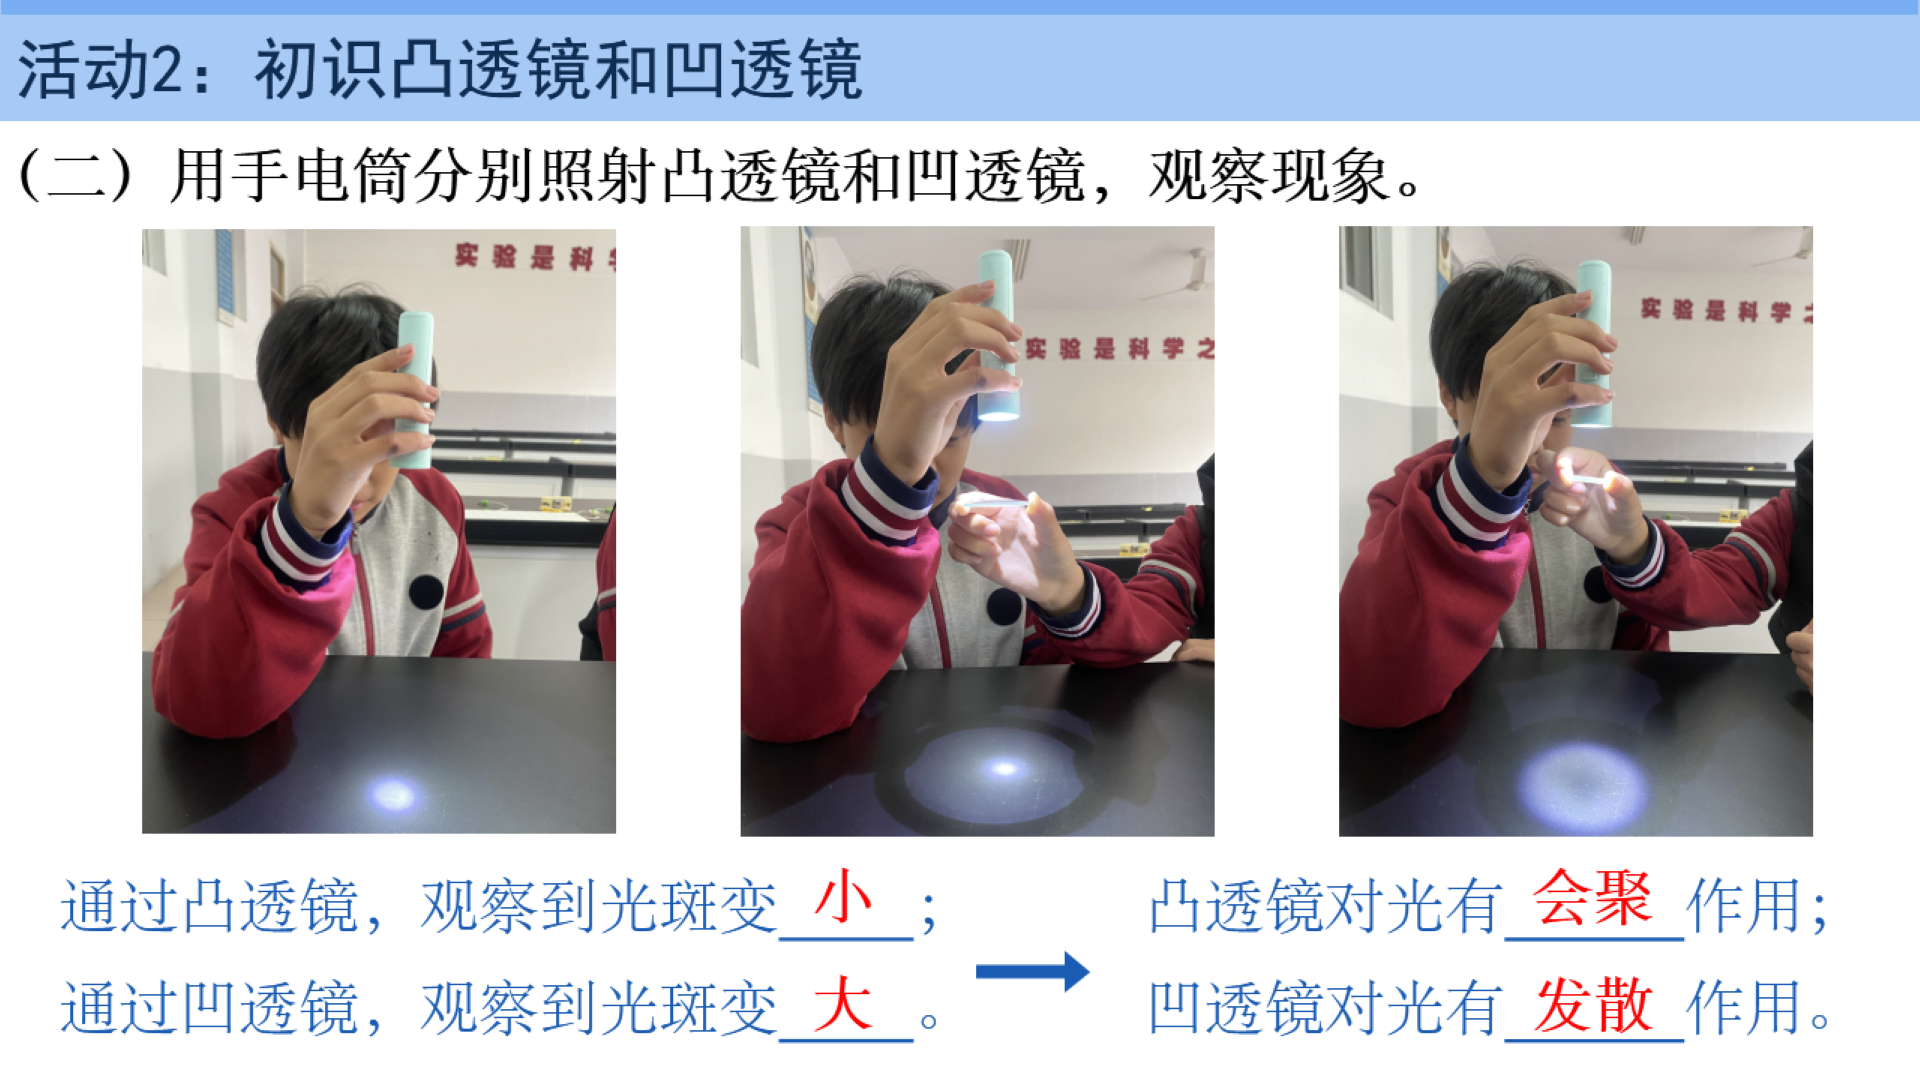 活动2：初识凸透镜和凹透镜
（二）用手电筒分别照射凸透镜和凹透镜，观察现象。
实验是科
实验是科学之
实验是科学之
通过凸透镜，观察到光斑变 小 ；
通过凹透镜，观察到光斑变 大 。
凸透镜对光有 会聚 作用；
凹透镜对光有 发散 作用。